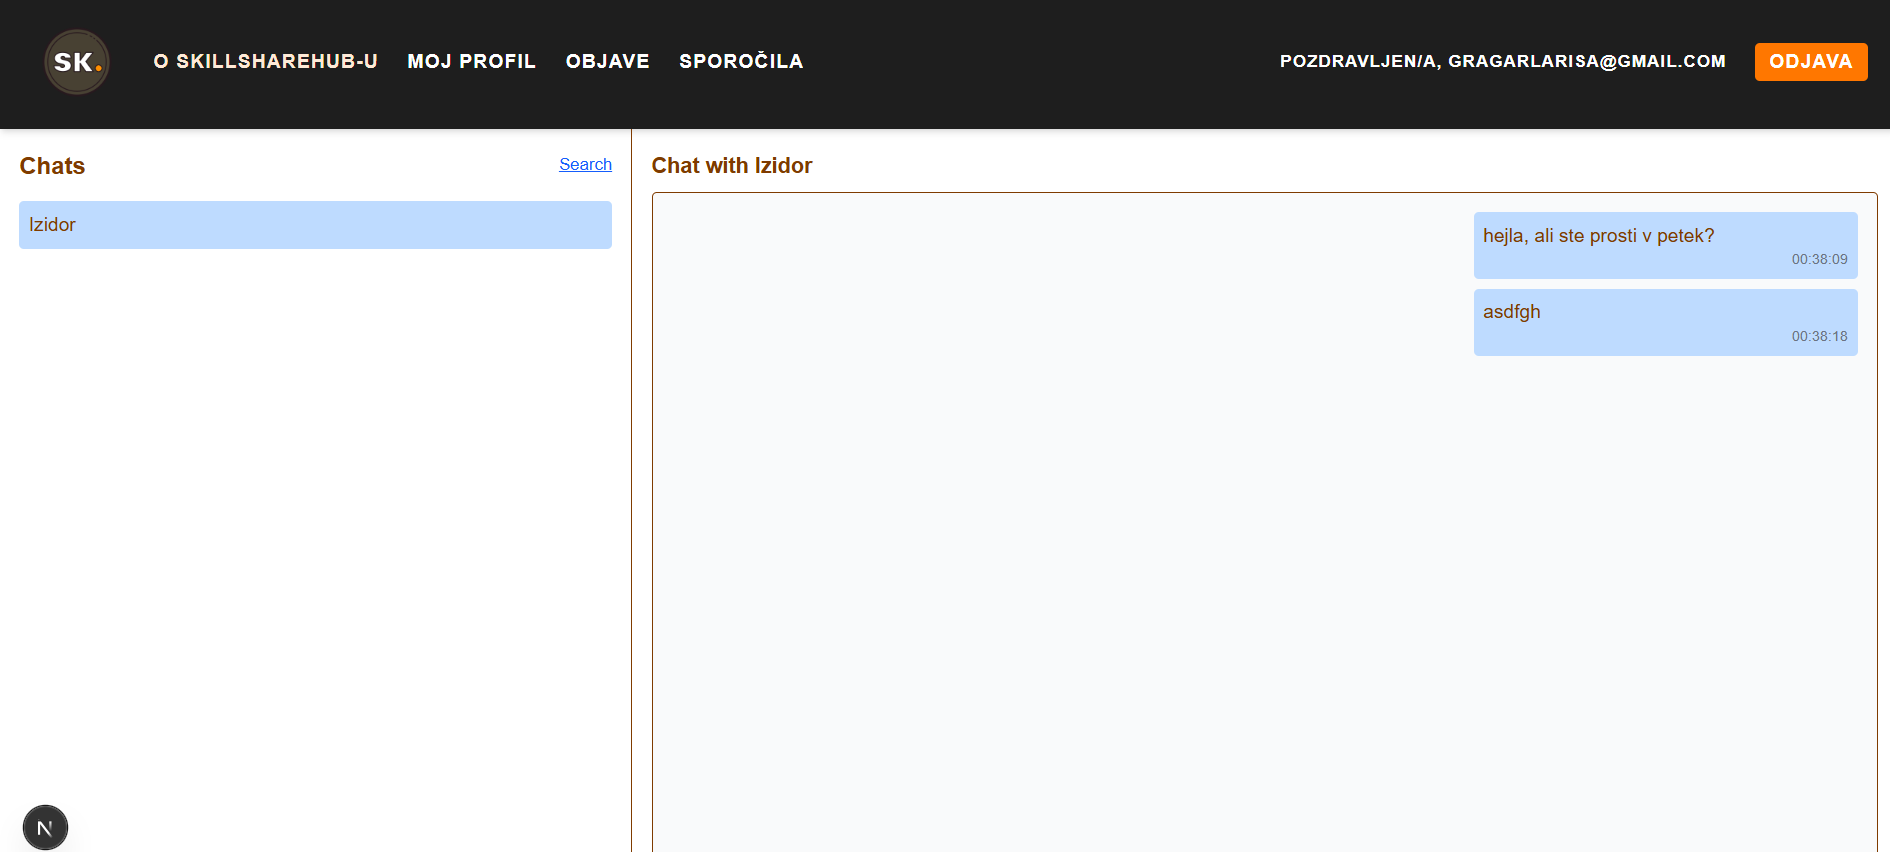 SK.
O SKILLSHAREHUB-U MOJ PROFIL OBJAVE SPOROČILA
POZDRAVLJEN/A, GRAGARLARISA@GMAIL.COM ODJAVA
Chats Search
Izidor
Chat with Izidor
hejla, ali ste prosti v petek?
00:38:09
asdfgh
00:38:18
N